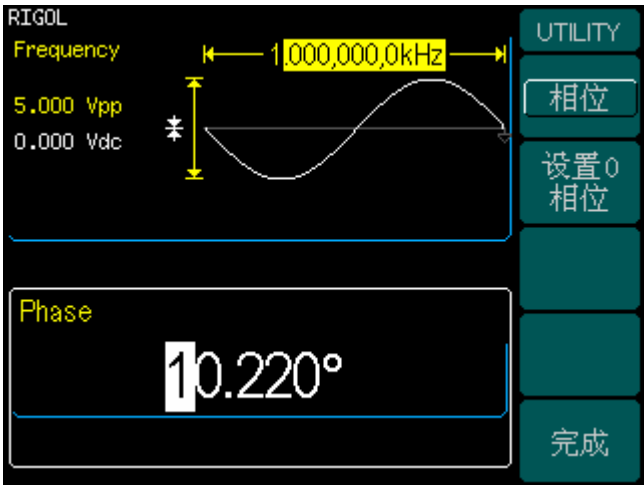 RIGOL
Frequency
1.000,000,0kHz
5.000 Vpp
0.000 Vdc
Phase
10.220°
UTILITY
相位
设置0
相位
完成